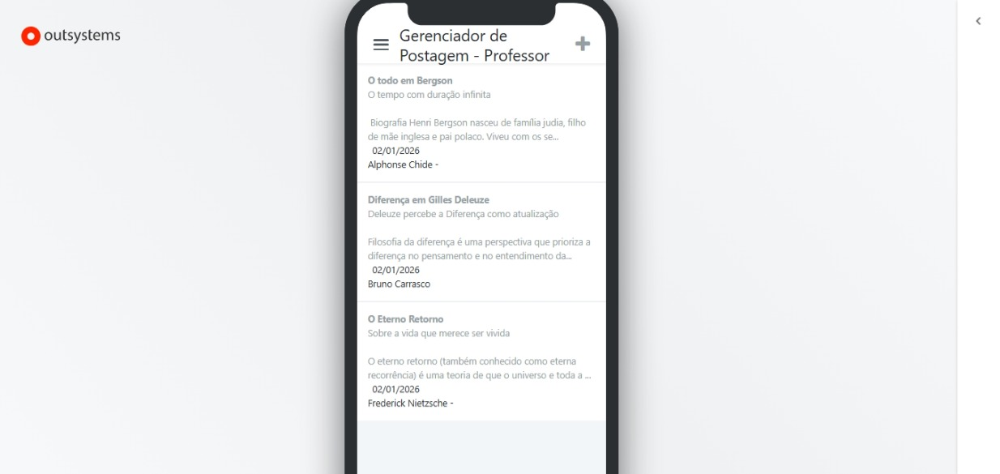 outsystems
Gerenciador de
Postagem - Professor
O todo em Bergson
O tempo com duração infinita
Biografia Henri Bergson nasceu de família judia, filho
de mãe inglesa e pai polaco. Viveu com os se...
02/01/2026
Alphonse Chide -
Diferença em Gilles Deleuze
Deleuze percebe a Diferença como atualização
Filosofia da diferença é uma perspectiva que prioriza a
diferença no pensamento e no entendimento da...
02/01/2026
Bruno Carrasco
O Eterno Retorno
Sobre a vida que merece ser vivida
O eterno retorno (também conhecido como eterna
recorrência) é uma teoria de que o universo e toda a ...
02/01/2026
Frederick Nietzsche -